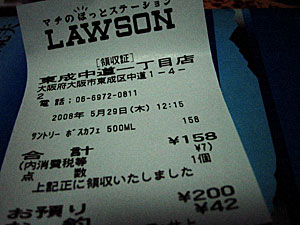 マチのほっとステーション
LAWSON
[領収証]
東成中道一丁目店
大阪府大阪市東成区中道1-4-
2
電話:06-6972-0811
2008年 5月29日(木) 12:15
サントリー ボスカフェ 500ML 158
合 計 ¥158
(内消費税等 ¥7)
点 数 1個
上記正に領収いたしました
お預り ¥200
お釣 ¥42